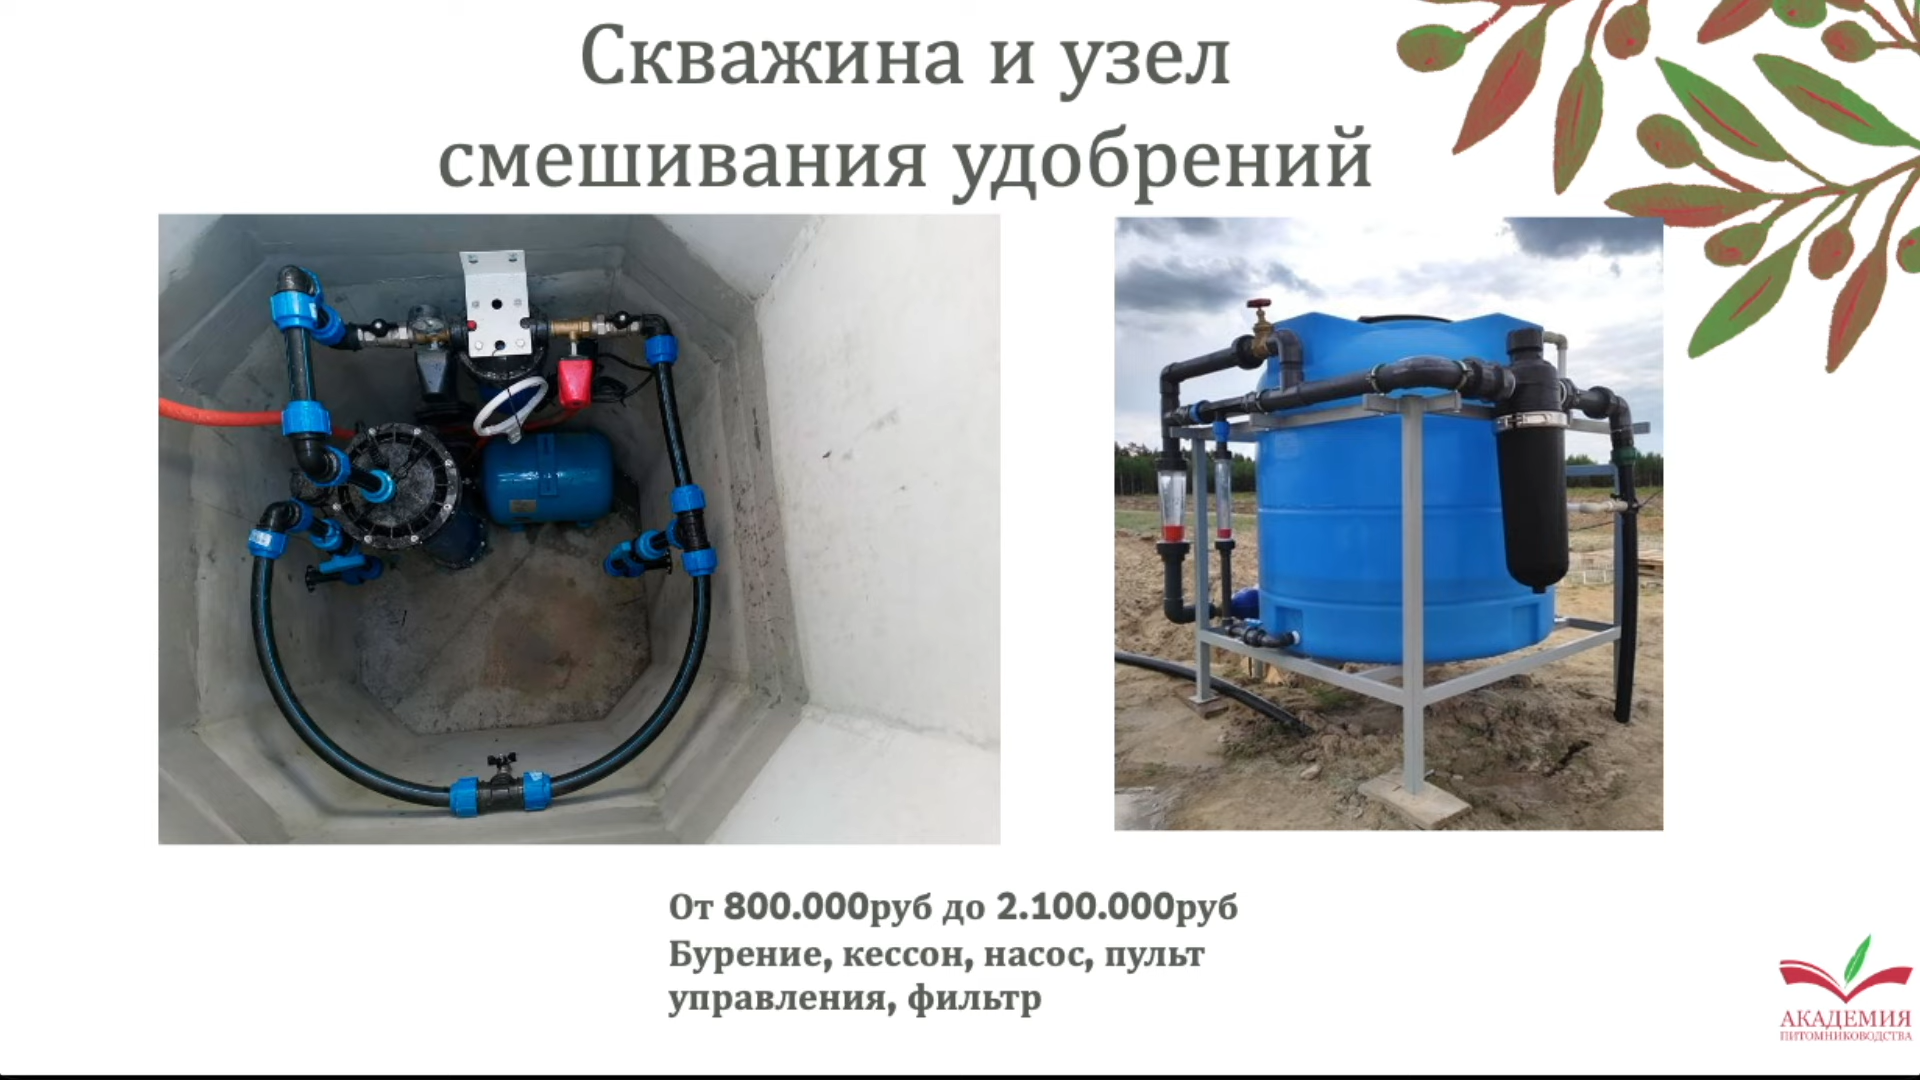 Скважина и узел
смешивания удобрений
От 800.000руб до 2.100.000руб
Бурение, кессон, насос, пульт
управления, фильтр
АКАДЕМИЯ
ПИТОМНИКОВОДСТВА